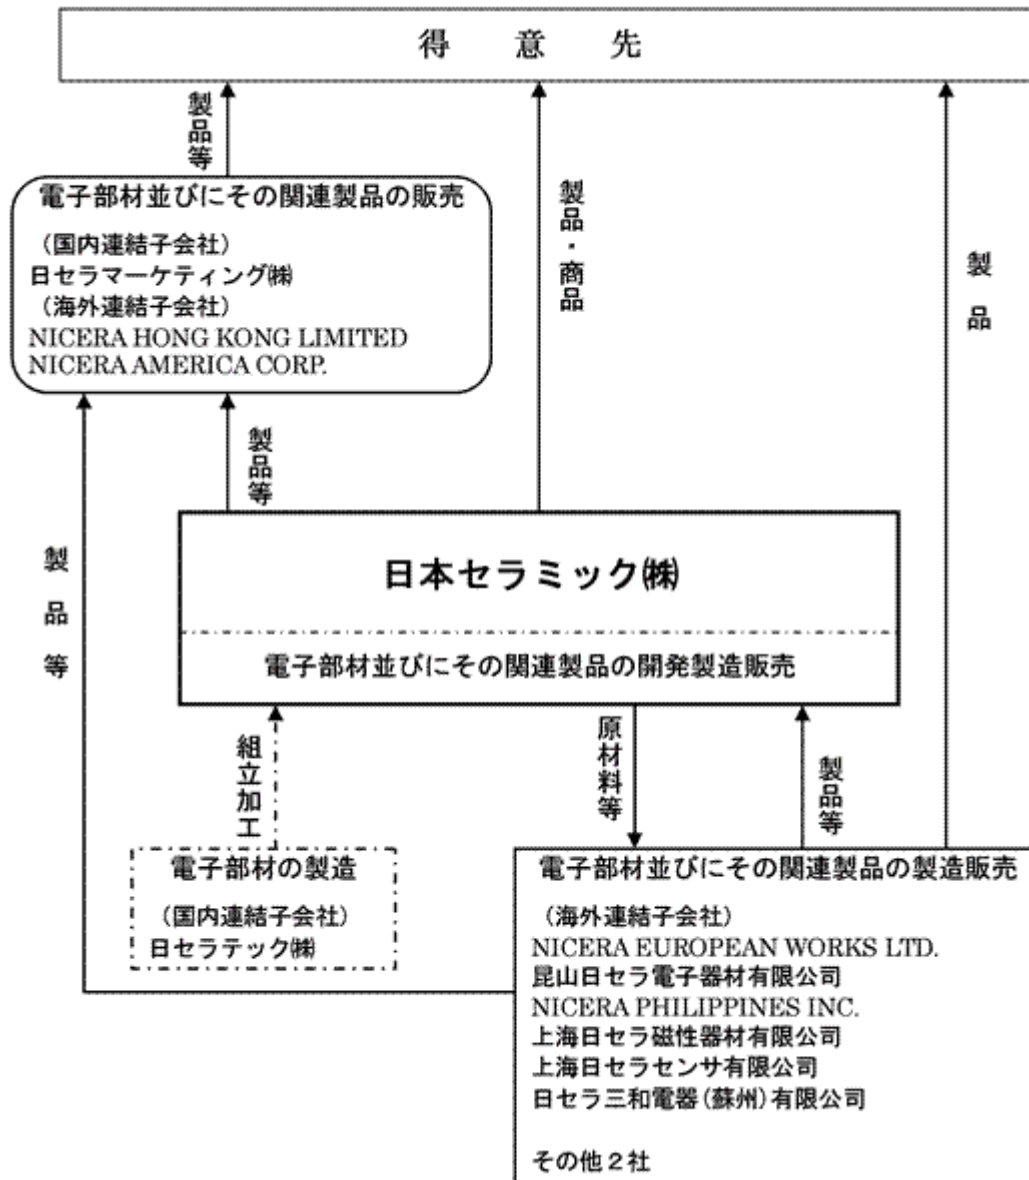 得意先
製品等
電子部材並びにその関連製品の販売
(国内連結子会社)
日セラマーケティング㈱
(海外連結子会社)
NICERA HONG KONG LIMITED
NICERA AMERICA CORP.
製品・商品
製品
製品等
製品等
日本セラミック㈱
電子部材並びにその関連製品の開発製造販売
組立加工
原材料等
製品等
電子部材の製造
(国内連結子会社)
日セラテック㈱
電子部材並びにその関連製品の製造販売
(海外連結子会社)
NICERA EUROPEAN WORKS LTD.
昆山日セラ電子器材有限公司
NICERA PHILIPPINES INC.
上海日セラ磁性器材有限公司
上海日セラセンサ有限公司
日セラ三和電器(蘇州)有限公司
その他2社